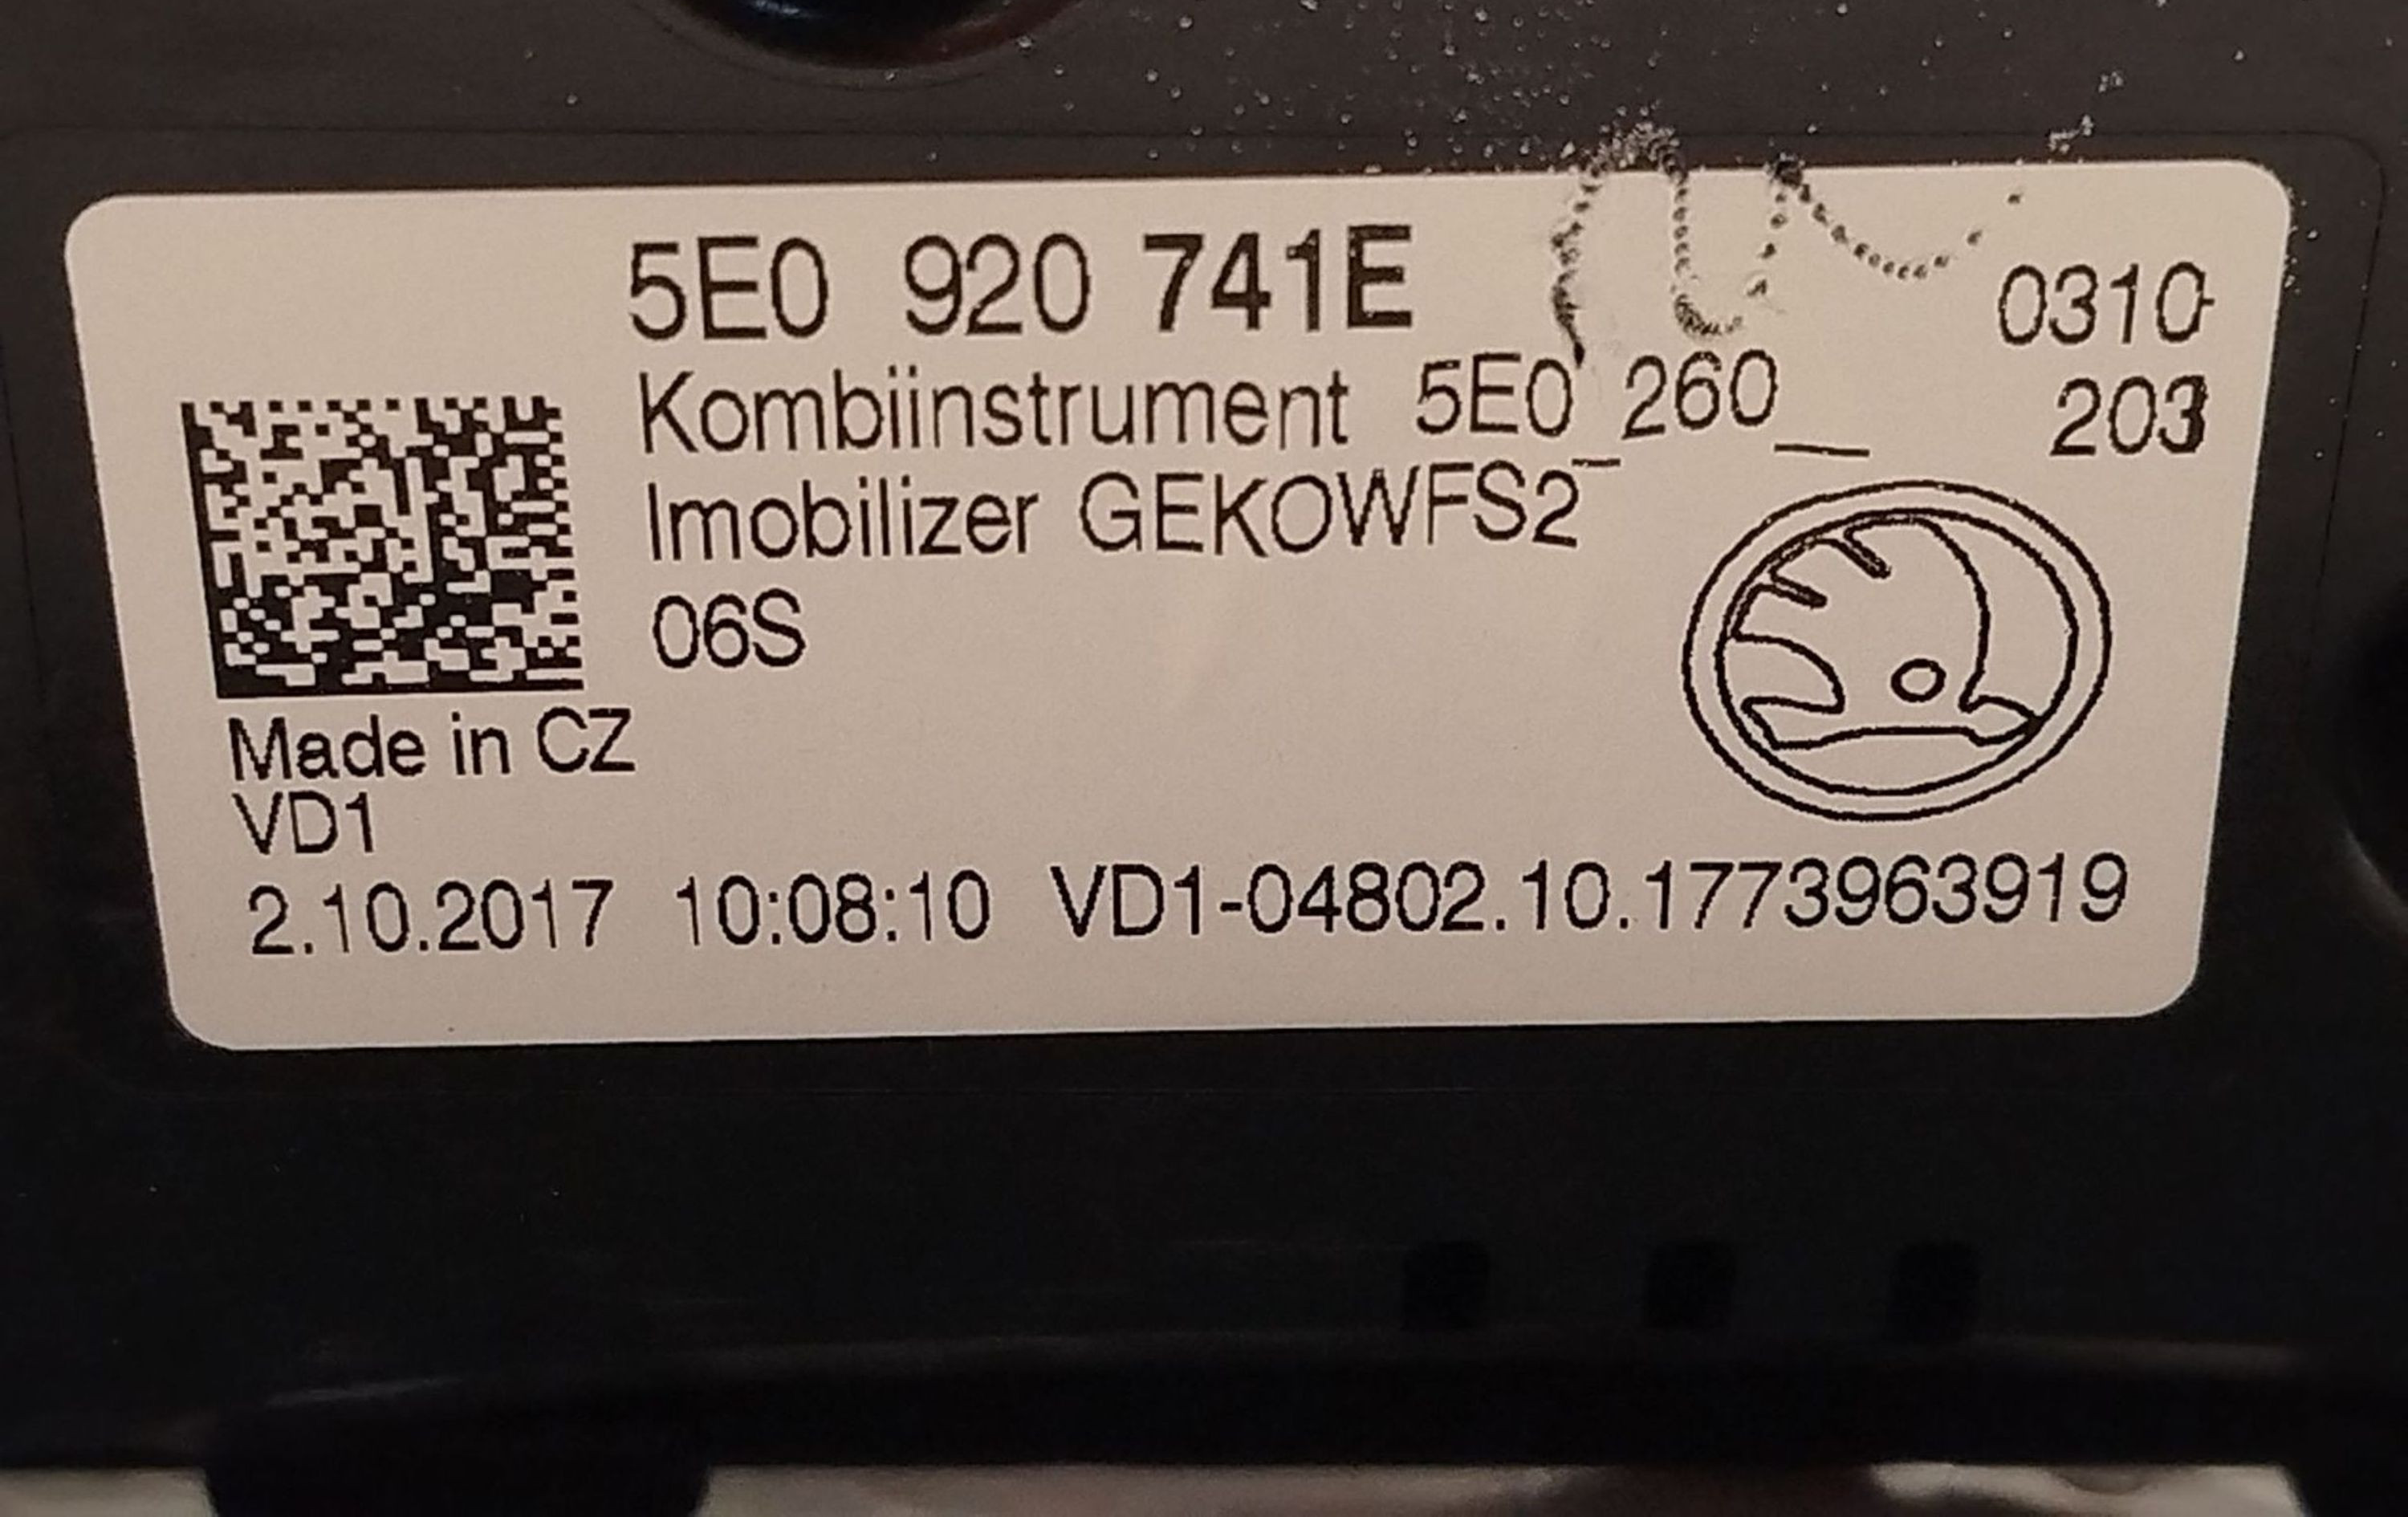 5E0 920 741E 0310
Kombiinstrument 5E0 260__ 203
Imobilizer GEKOWFS2
06S
Made in CZ
VD1
2.10.2017 10:08:10 VD1-04802.10.1773963919